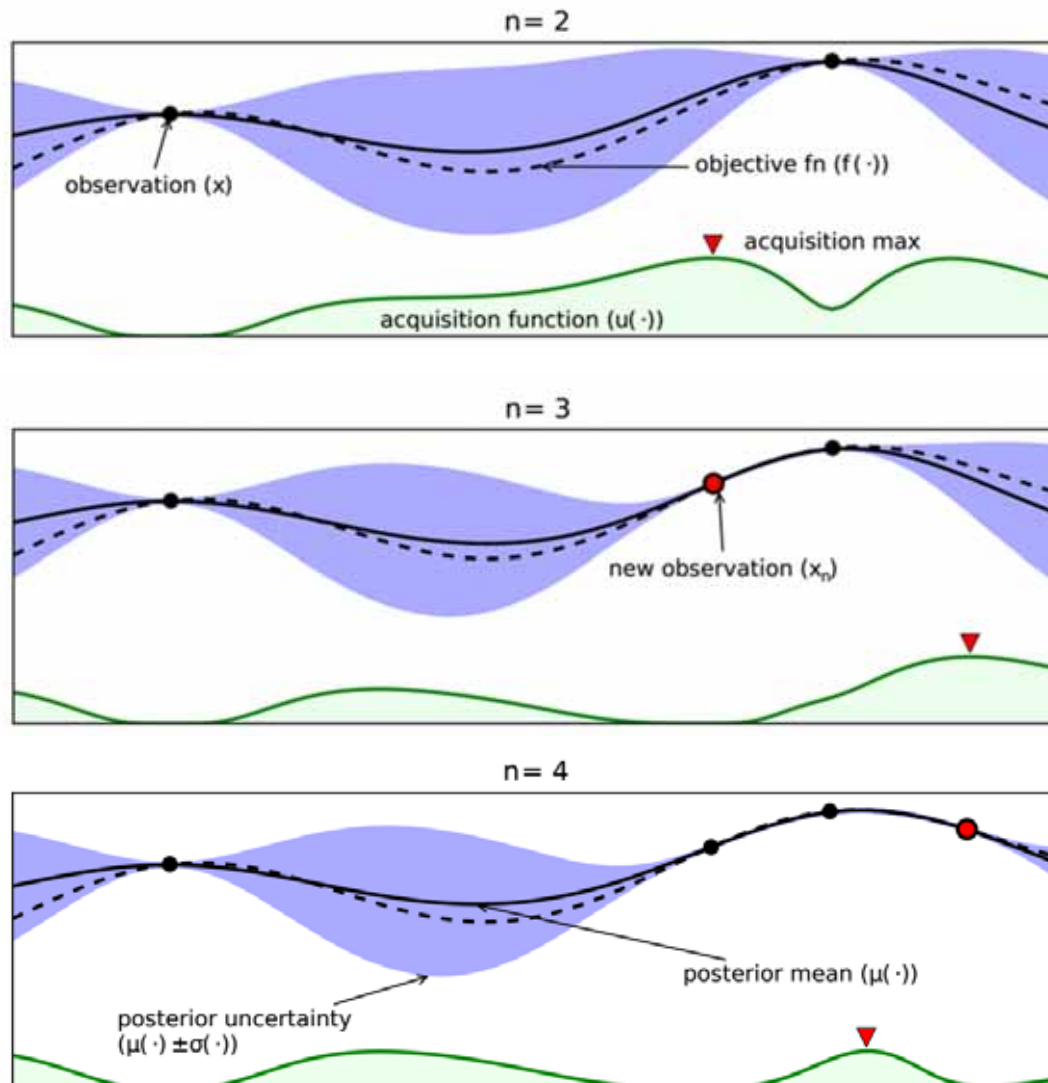 n= 2
observation (x)
objective fn (f(·))
acquisition max
acquisition function (u(·))
n= 3
new observation (xₙ)
n= 4
posterior mean (μ(·))
posterior uncertainty
(μ(·) ±σ(·))